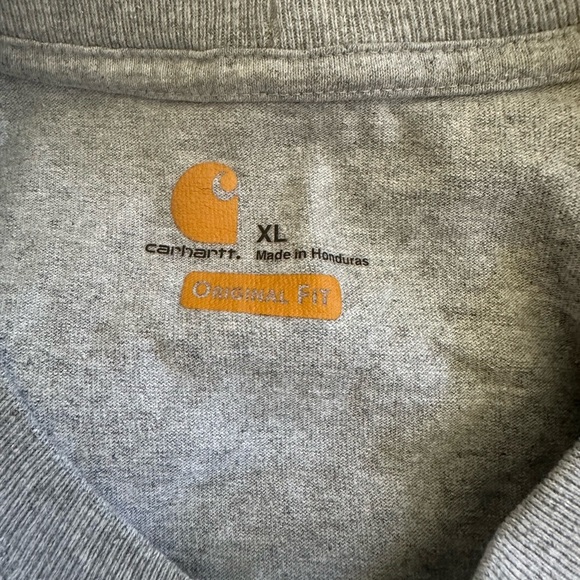 XL
carhartt. Made in Honduras
ORIGINAL FIT